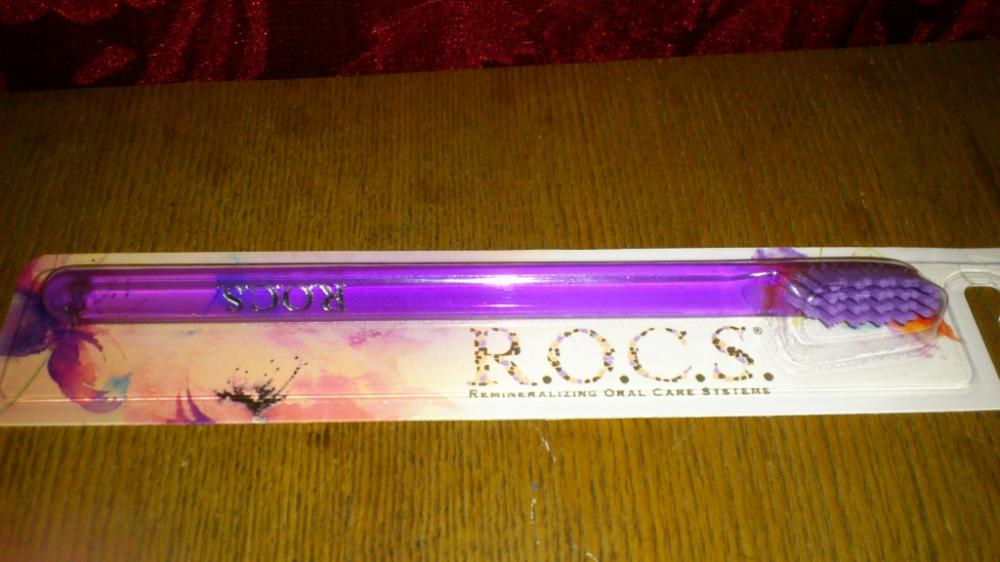 R.O.C.S.
R.O.C.S.®
REMINERALIZING ORAL CARE SYSTEMS